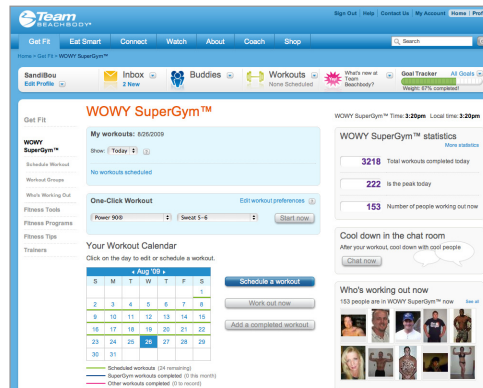 Team
BEACHBODY
Sign Out | Help | Contact Us | My Account | Home | Prof
Get Fit Eat Smart Connect Watch About Coach Shop
Search
Home > Get Fit > WOWY SuperGym™
SandiBou
Edit Profile
Inbox
2 New
Buddies
Workouts
None Scheduled
What's new at
Team
Beachbody?
Goal Tracker All Goals
Weight: 67% completed!
Get Fit
WOWY
SuperGym™
Schedule Workout
Workout Groups
Who's Working Out
Fitness Tools
Fitness Programs
Fitness Tips
Trainers
WOWY SuperGym™
My workouts: 8/26/2009
Show: Today
No workouts scheduled
One-Click Workout
Edit workout preferences
Power 90® Sweat 5-6 Start now
Your Workout Calendar
Click on the day to edit or schedule a workout.
Aug '09
S M T W T F S
1
2 3 4 5 6 7 8
9 10 11 12 13 14 15
16 17 18 19 20 21 22
23 24 25 26 27 28 29
30 31
Schedule a workout
Work out now
Add a completed workout
Scheduled workouts (24 remaining)
SuperGym workouts completed (0 this month)
Other workouts completed (0 to record)
WOWY SuperGym™ Time: 3:20pm Local time: 3:20pm
WOWY SuperGym™ statistics
More statistics
3218 Total workouts completed today
222 Is the peak today
153 Number of people working out now
Cool down in the chat room
After your workout, cool down with cool people
Chat now
Who's working out now
153 people are in WOWY SuperGym™ now See all